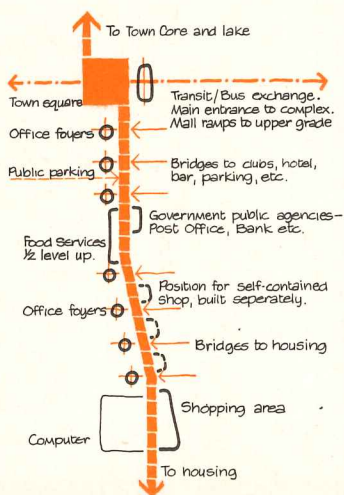 To Town Core and lake
Transit/Bus exchange.
Main entrance to complex.
Mall ramps to upper grade
Town square
Office foyers
Public parking
Bridges to clubs, hotel,
bar, parking, etc.
Government public agencies-
Post Office, Bank etc.
Food Services
1/2 level up.
Position for self-contained
shop, built seperately.
Office foyers
Bridges to housing
Shopping area
Computer
To housing